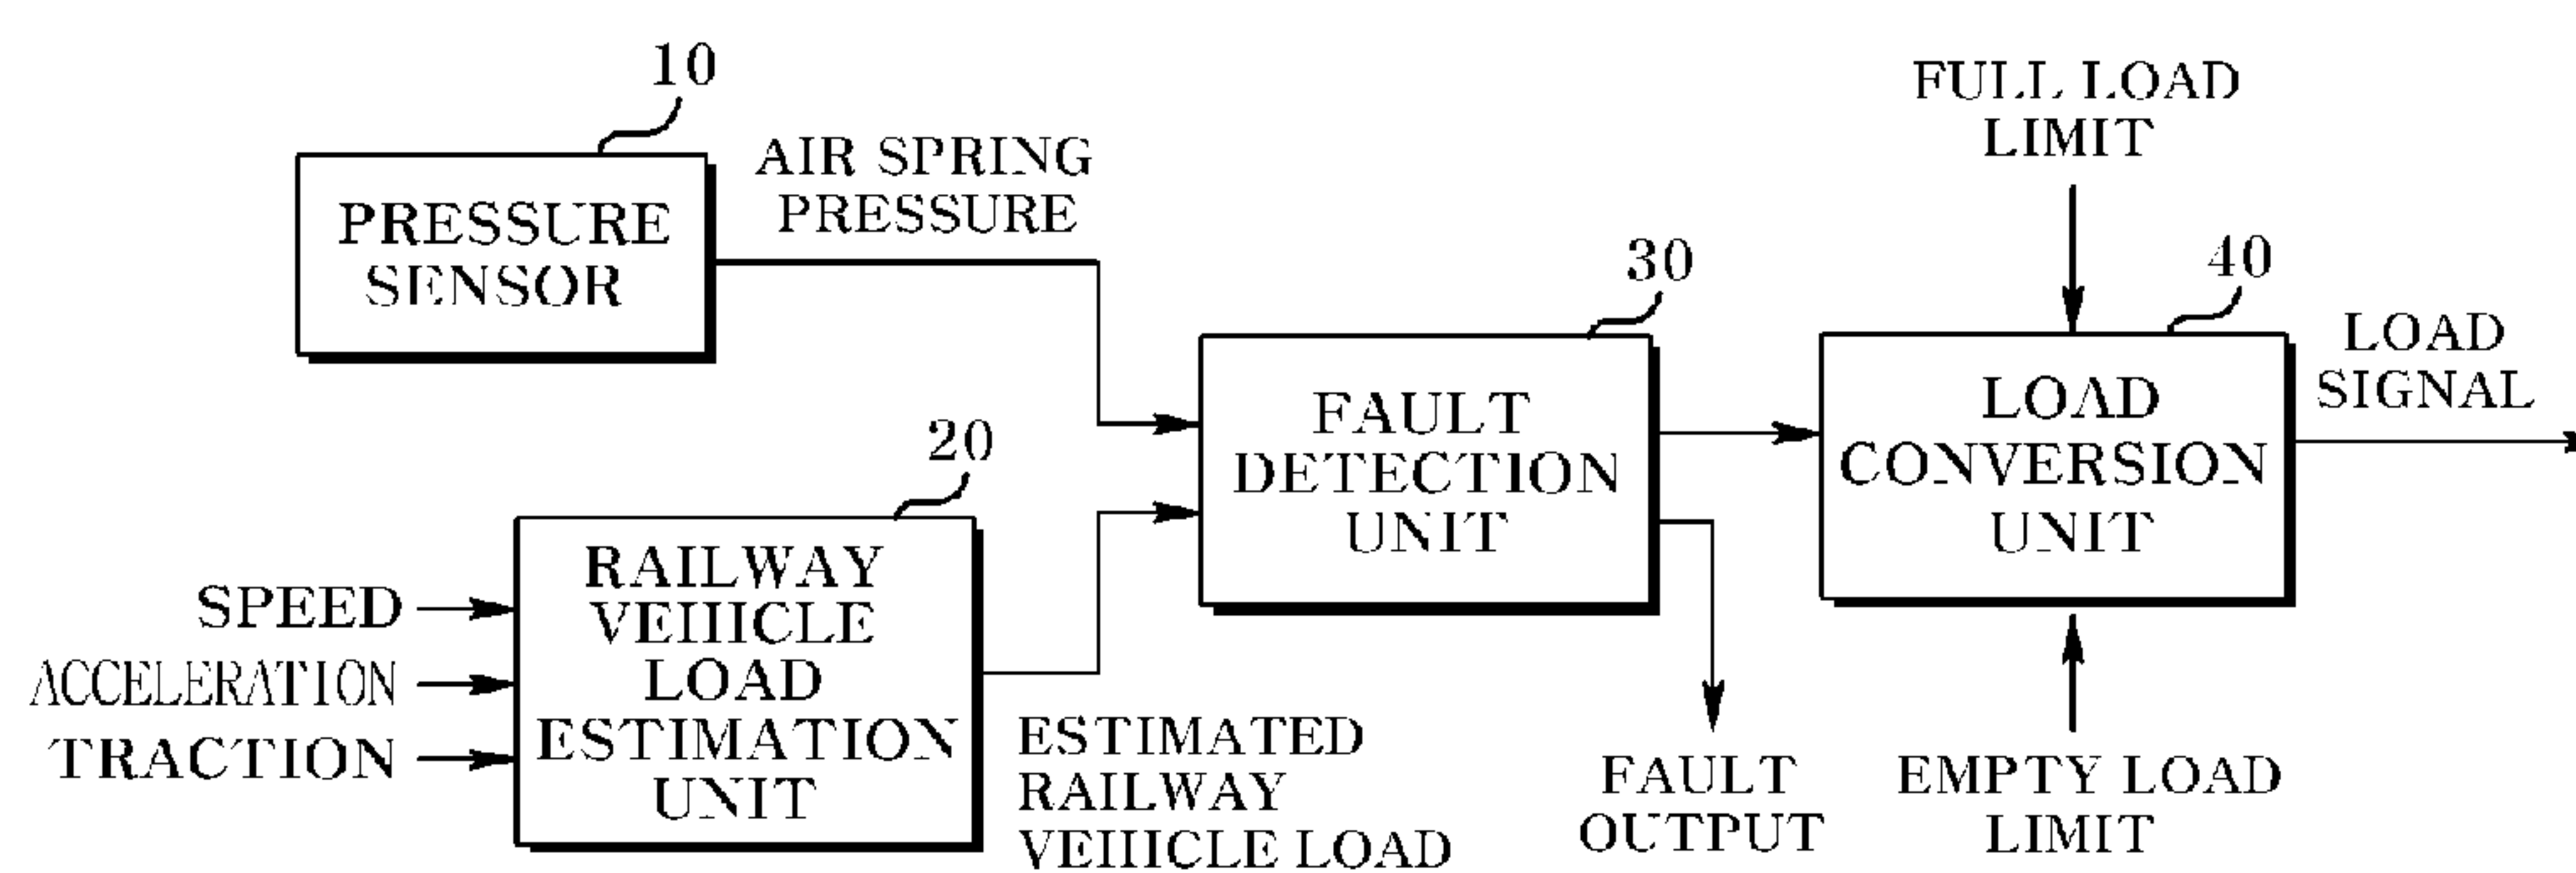 10
AIR SPRING
PRESSURE
PRESSURE
SENSOR
20
SPEED
ACCELERATION
TRACTION
RAILWAY
VEHICLE
LOAD
ESTIMATION
UNIT
ESTIMATED
RAILWAY
VEHICLE LOAD
30
FAULT
DETECTION
UNIT
FAULT
OUTPUT
FULL LOAD
LIMIT
40
LOAD
CONVERSION
UNIT
EMPTY LOAD
LIMIT
LOAD
SIGNAL